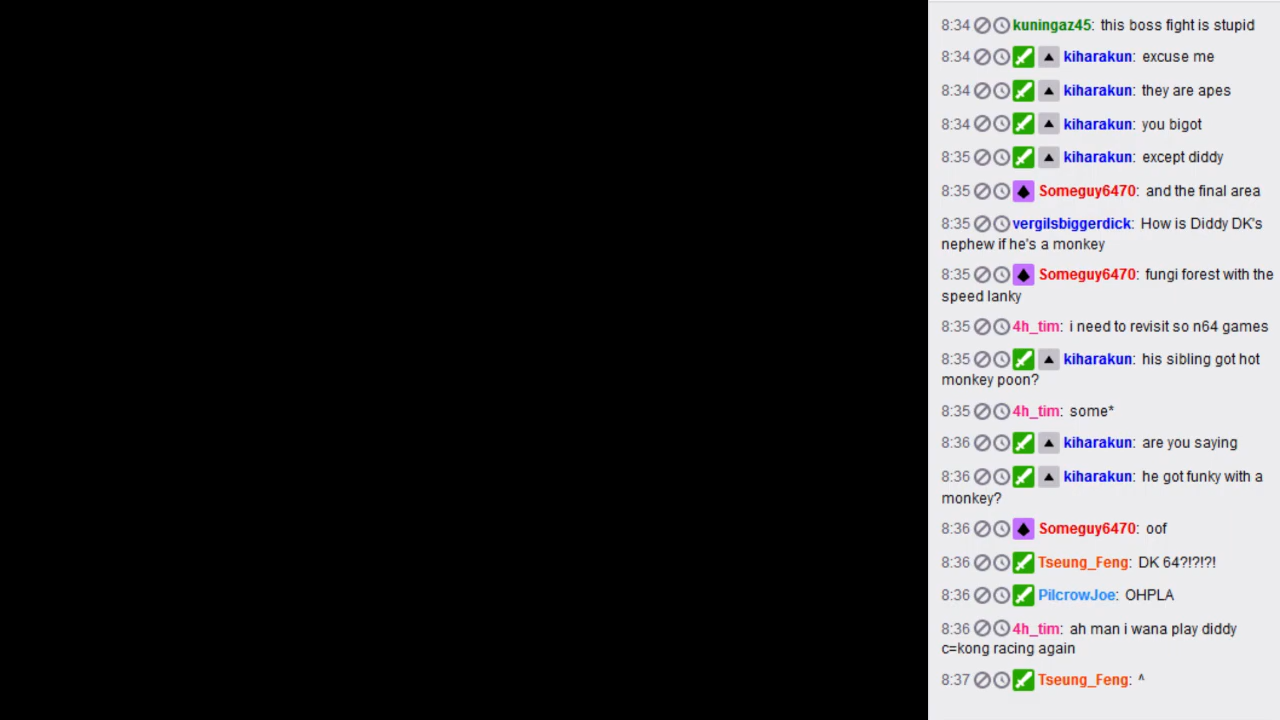 8:34 kuningaz45: this boss fight is stupid
8:34 kiharakun: excuse me
8:34 kiharakun: they are apes
8:34 kiharakun: you bigot
8:35 kiharakun: except diddy
8:35 Someguy6470: and the final area
8:35 vergilsbiggerdick: How is Diddy DK's
nephew if he's a monkey
8:35 Someguy6470: fungi forest with the
speed lanky
8:35 4h_tim: i need to revisit so n64 games
8:35 kiharakun: his sibling got hot
monkey poon?
8:35 4h_tim: some*
8:36 kiharakun: are you saying
8:36 kiharakun: he got funky with a
monkey?
8:36 Someguy6470: oof
8:36 Tseung_Feng: DK 64?!?!?!
8:36 PilcrowJoe: OHPLA
8:36 4h_tim: ah man i wana play diddy
c=kong racing again
8:37 Tseung_Feng: ^